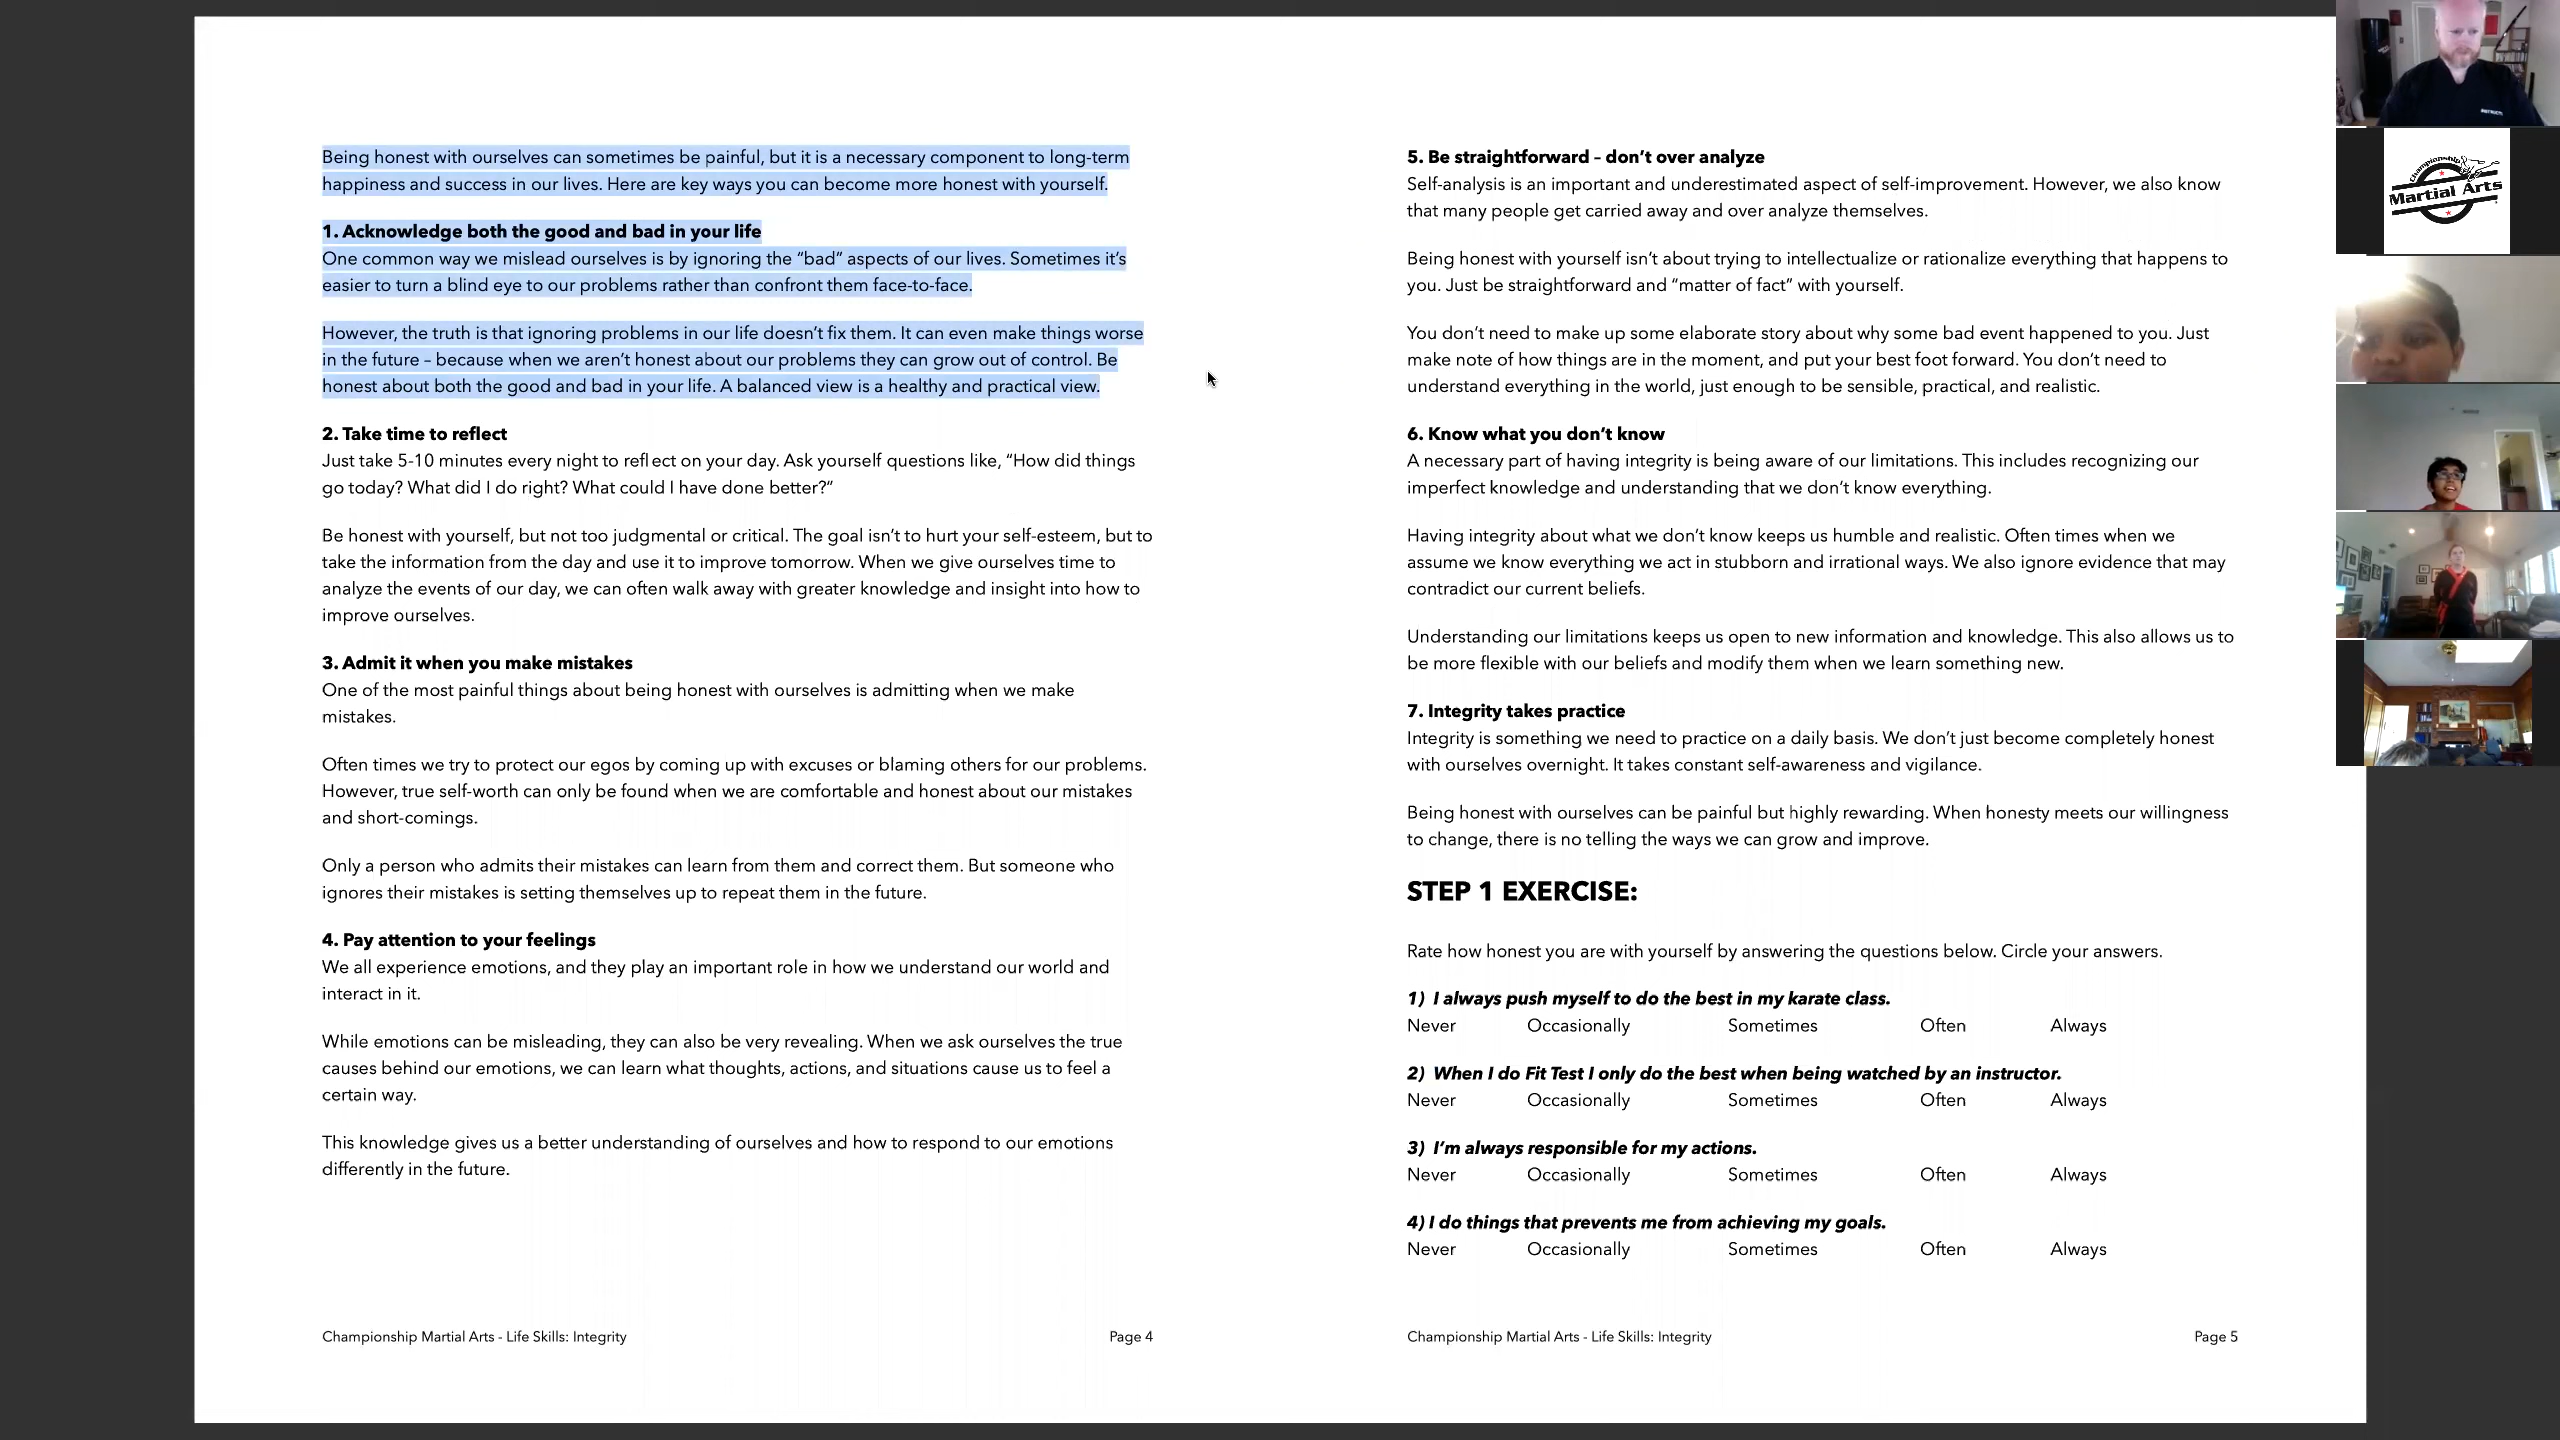 Being honest with ourselves can sometimes be painful, but it is a necessary component to long-term
happiness and success in our lives. Here are key ways you can become more honest with yourself.
1. Acknowledge both the good and bad in your life
One common way we mislead ourselves is by ignoring the “bad” aspects of our lives. Sometimes it’s
easier to turn a blind eye to our problems rather than confront them face-to-face.
However, the truth is that ignoring problems in our life doesn’t fix them. It can even make things worse
in the future – because when we aren’t honest about our problems they can grow out of control. Be
honest about both the good and bad in your life. A balanced view is a healthy and practical view.
2. Take time to reflect
Just take 5-10 minutes every night to reflect on your day. Ask yourself questions like, “How did things
go today? What did I do right? What could I have done better?”
Be honest with yourself, but not too judgmental or critical. The goal isn’t to hurt your self-esteem, but to
take the information from the day and use it to improve tomorrow. When we give ourselves time to
analyze the events of our day, we can often walk away with greater knowledge and insight into how to
improve ourselves.
3. Admit it when you make mistakes
One of the most painful things about being honest with ourselves is admitting when we make
mistakes.
Often times we try to protect our egos by coming up with excuses or blaming others for our problems.
However, true self-worth can only be found when we are comfortable and honest about our mistakes
and short-comings.
Only a person who admits their mistakes can learn from them and correct them. But someone who
ignores their mistakes is setting themselves up to repeat them in the future.
4. Pay attention to your feelings
We all experience emotions, and they play an important role in how we understand our world and
interact in it.
While emotions can be misleading, they can also be very revealing. When we ask ourselves the true
causes behind our emotions, we can learn what thoughts, actions, and situations cause us to feel a
certain way.
This knowledge gives us a better understanding of ourselves and how to respond to our emotions
differently in the future.
Championship Martial Arts - Life Skills: Integrity
Page 4
5. Be straightforward – don’t over analyze
Self-analysis is an important and underestimated aspect of self-improvement. However, we also know
that many people get carried away and over analyze themselves.
Being honest with yourself isn’t about trying to intellectualize or rationalize everything that happens to
you. Just be straightforward and “matter of fact” with yourself.
You don’t need to make up some elaborate story about why some bad event happened to you. Just
make note of how things are in the moment, and put your best foot forward. You don’t need to
understand everything in the world, just enough to be sensible, practical, and realistic.
6. Know what you don’t know
A necessary part of having integrity is being aware of our limitations. This includes recognizing our
imperfect knowledge and understanding that we don’t know everything.
Having integrity about what we don’t know keeps us humble and realistic. Often times when we
assume we know everything we act in stubborn and irrational ways. We also ignore evidence that may
contradict our current beliefs.
Understanding our limitations keeps us open to new information and knowledge. This also allows us to
be more flexible with our beliefs and modify them when we learn something new.
7. Integrity takes practice
Integrity is something we need to practice on a daily basis. We don’t just become completely honest
with ourselves overnight. It takes constant self-awareness and vigilance.
Being honest with ourselves can be painful but highly rewarding. When honesty meets our willingness
to change, there is no telling the ways we can grow and improve.
STEP 1 EXERCISE:
Rate how honest you are with yourself by answering the questions below. Circle your answers.
1) I always push myself to do the best in my karate class.
Never Occasionally Sometimes Often Always
2) When I do Fit Test I only do the best when being watched by an instructor.
Never Occasionally Sometimes Often Always
3) I’m always responsible for my actions.
Never Occasionally Sometimes Often Always
4) I do things that prevents me from achieving my goals.
Never Occasionally Sometimes Often Always
Championship Martial Arts - Life Skills: Integrity
Page 5
Championship
Martial Arts